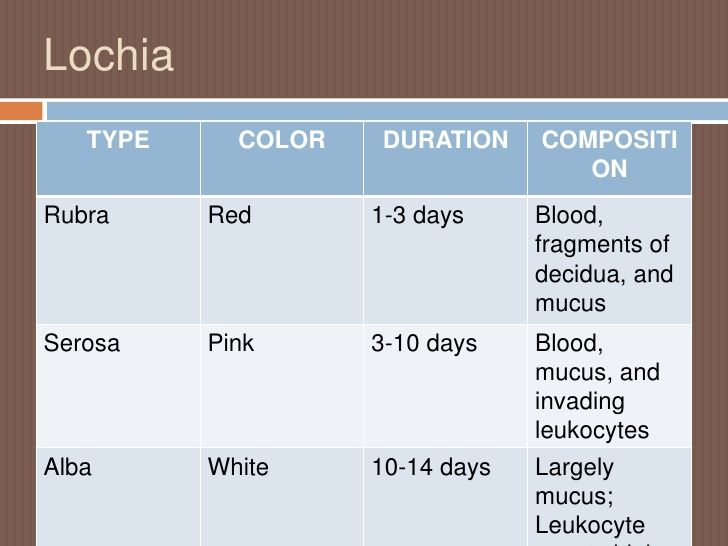 Lochia
TYPE COLOR DURATION COMPOSITI
ON
Rubra Red 1-3 days Blood,
fragments of
decidua, and
mucus
Serosa Pink 3-10 days Blood,
mucus, and
invading
leukocytes
Alba White 10-14 days Largely
mucus;
Leukocyte